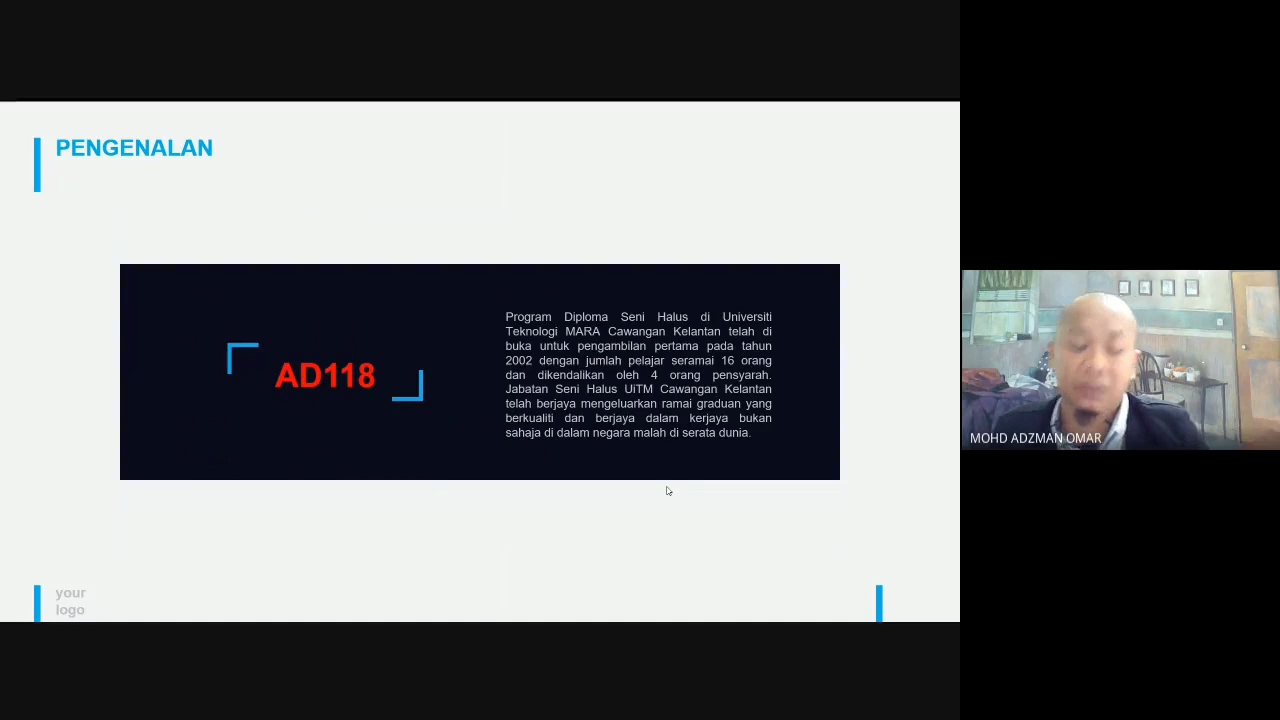 PENGENALAN
AD118
Program Diploma Seni Halus di Universiti
Teknologi MARA Cawangan Kelantan telah di
buka untuk pengambilan pertama pada tahun
2002 dengan jumlah pelajar seramai 16 orang
dan dikendalikan oleh 4 orang pensyarah.
Jabatan Seni Halus UiTM Cawangan Kelantan
telah berjaya mengeluarkan ramai graduan yang
berkualiti dan berjaya dalam kerjaya bukan
sahaja di dalam negara malah di serata dunia.
your
logo
MOHD ADZMAN OMAR